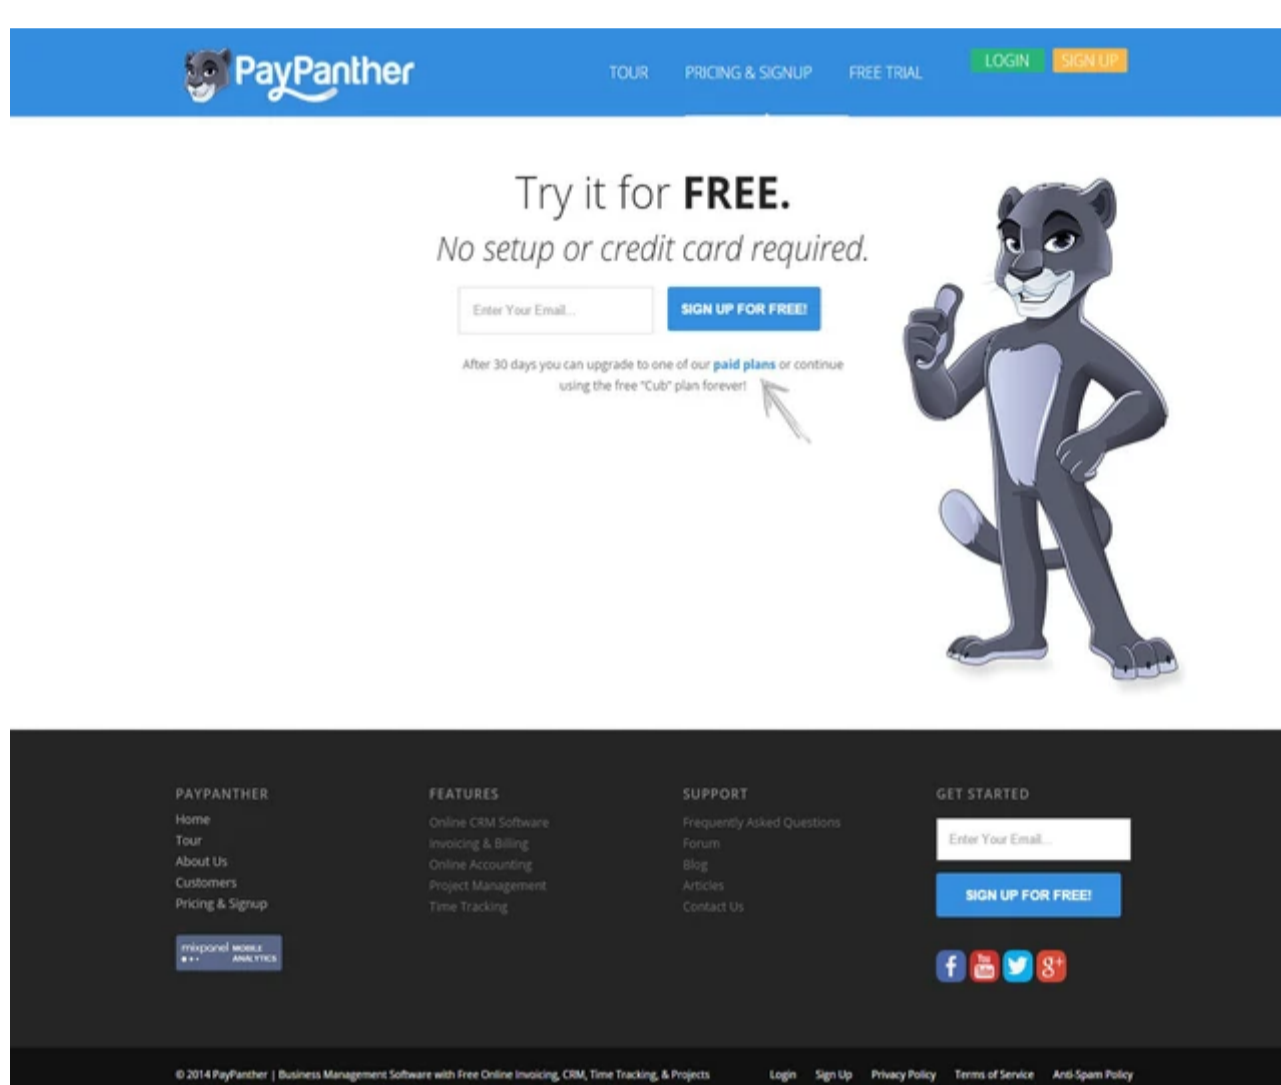 PayPanther
TOUR PRICING & SIGNUP FREE TRIAL LOGIN SIGN UP
Try it for FREE.
No setup or credit card required.
Enter Your Email... SIGN UP FOR FREE!
After 30 days you can upgrade to one of our paid plans or continue
using the free "Cub" plan forever!
PAYPANTHER
Home
Tour
About Us
Customers
Pricing & Signup
mixpanel MOBILE
ANALYTICS
FEATURES
Online CRM Software
Invoicing & Billing
Online Accounting
Project Management
Time Tracking
SUPPORT
Frequently Asked Questions
Forum
Blog
Articles
Contact Us
GET STARTED
Enter Your Email...
SIGN UP FOR FREE!
f You Tube g+
© 2014 PayPanther | Business Management Software with Free Online Invoicing, CRM, Time Tracking, & Projects Login Sign Up Privacy Policy Terms of Service Anti-Spam Policy